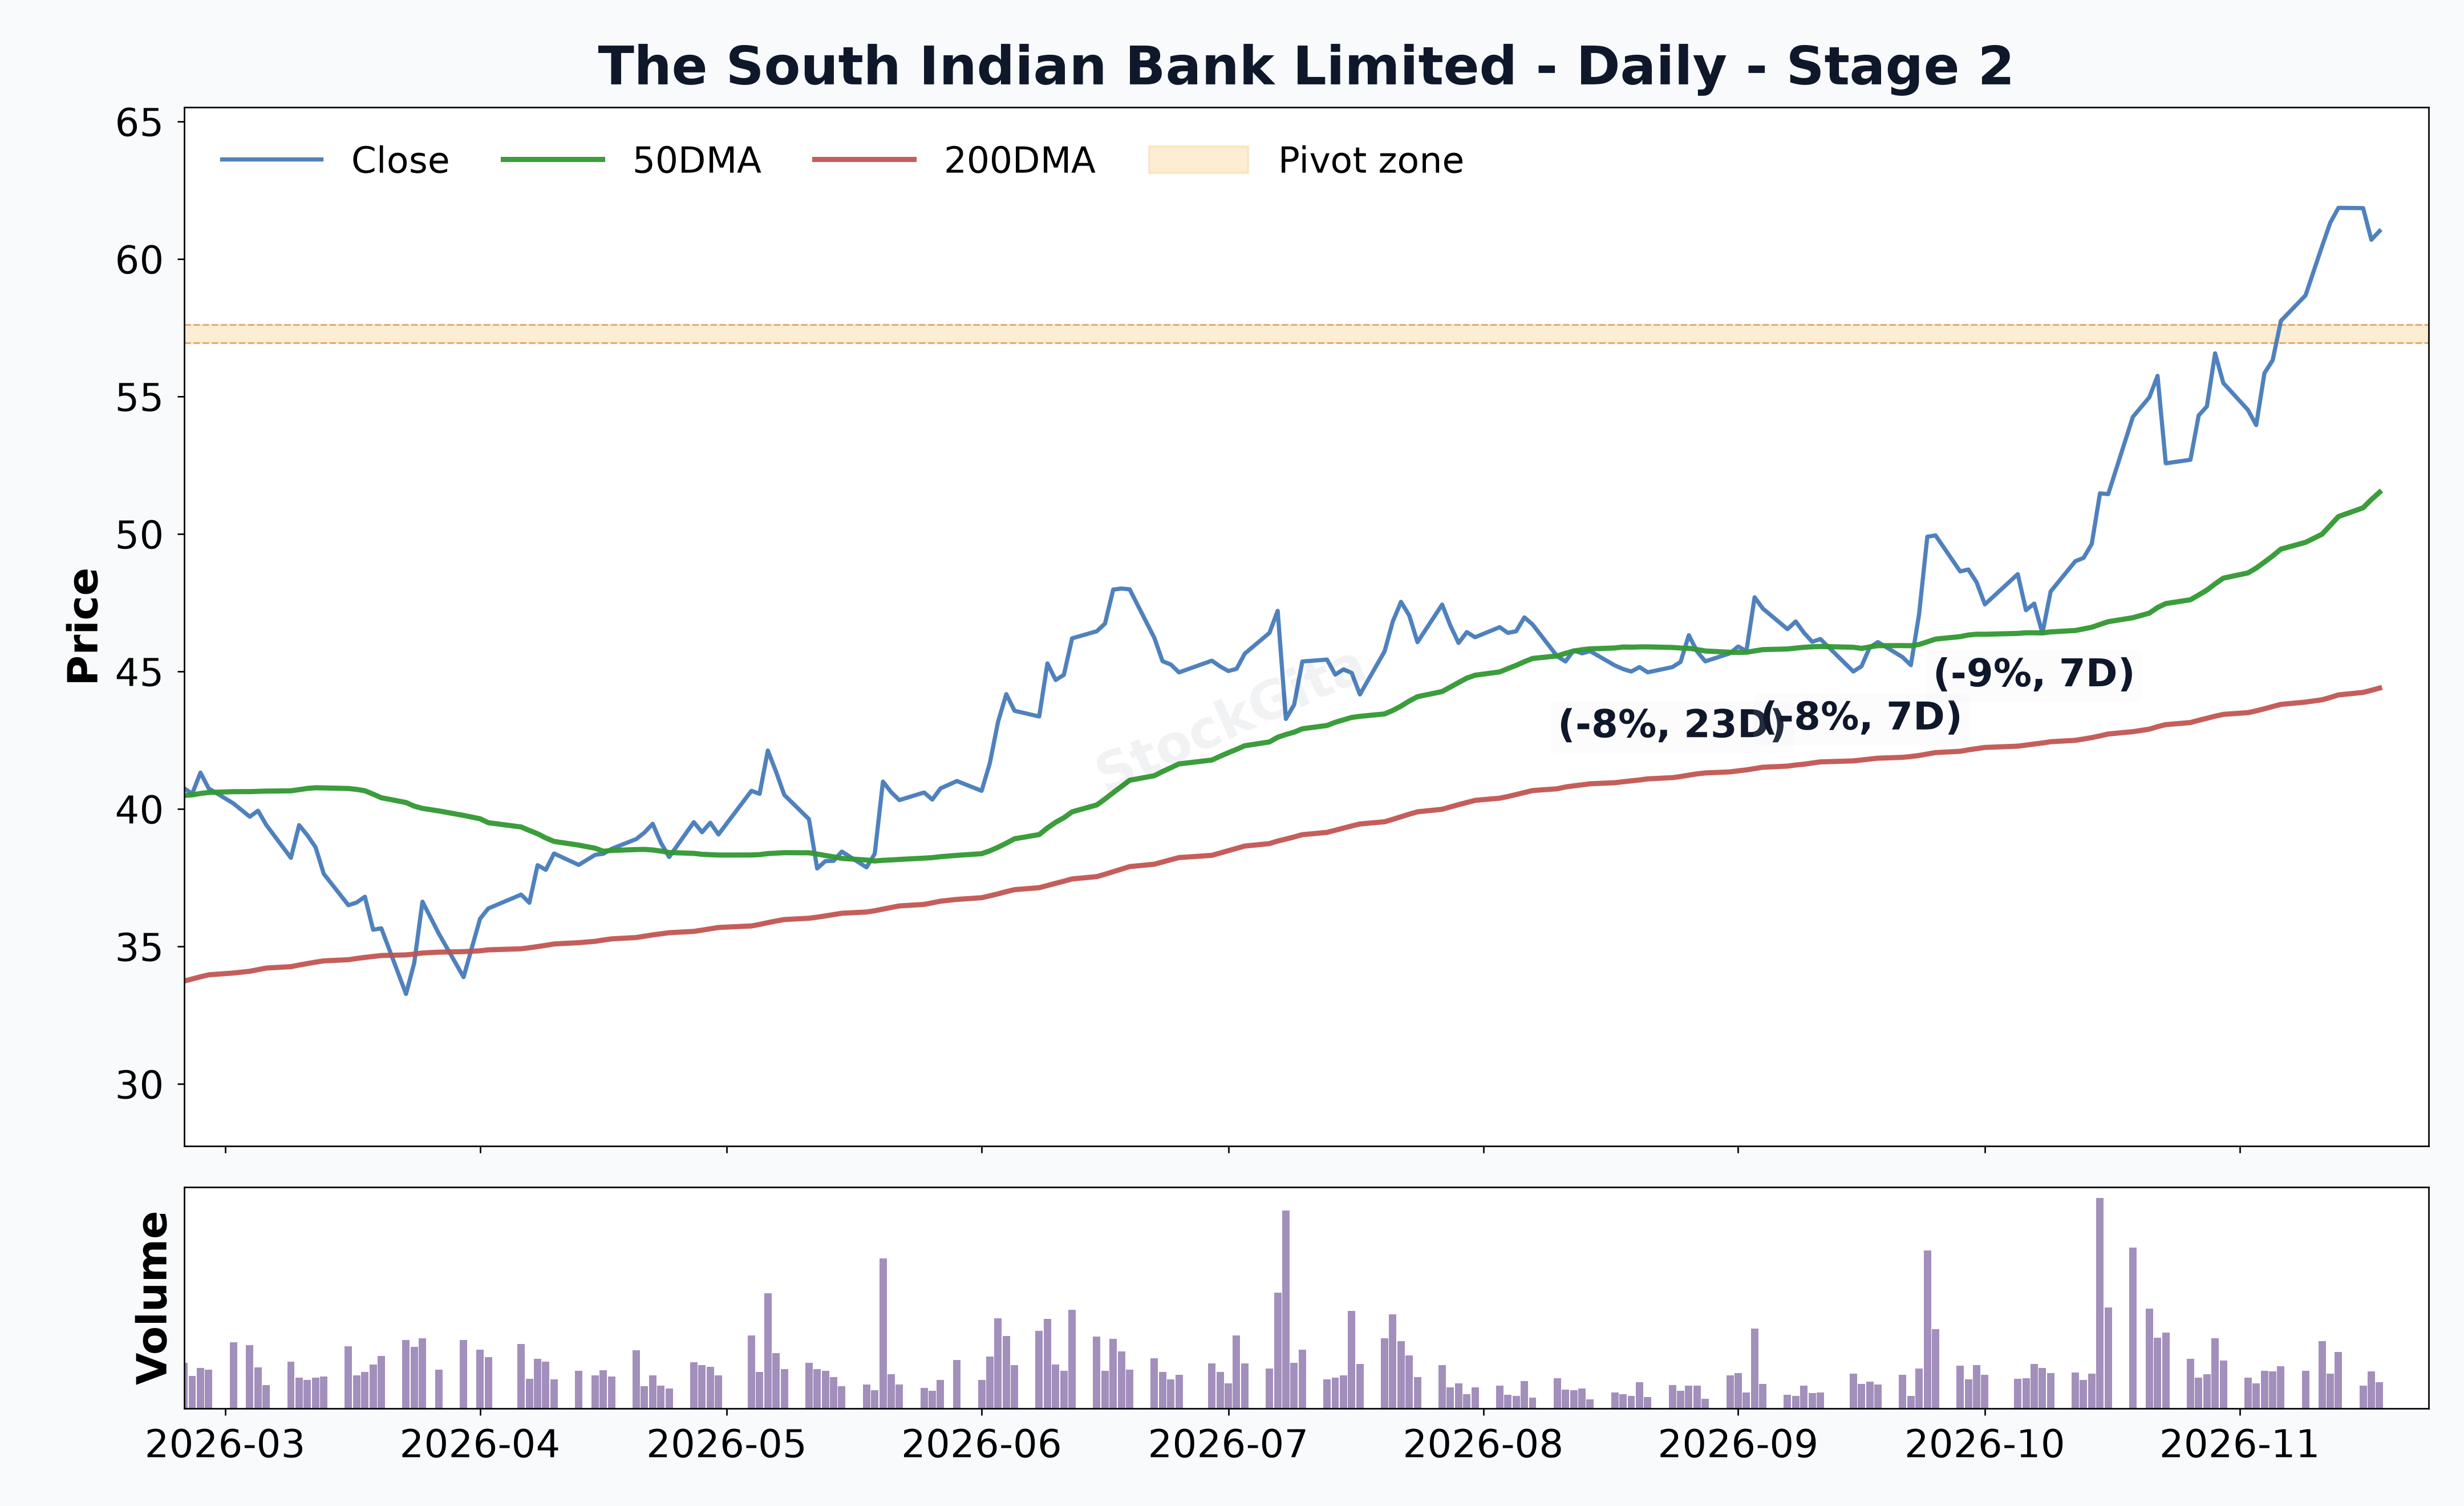 The South Indian Bank Limited - Daily - Stage 2
Close 50DMA 200DMA Pivot zone
Price
65
60
55
50
45
40
35
30
StockGita
(-8%, 23D)
(-8%, 7D)
(-9%, 7D)
Volume
2026-03 2026-04 2026-05 2026-06 2026-07 2026-08 2026-09 2026-10 2026-11